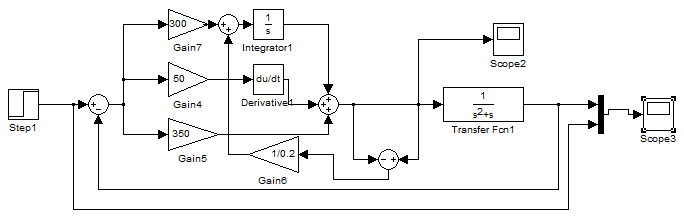 300
Gain7
1
s
Integrator1
Scope2
50
Gain4
du/dt
Derivative1
Step1
350
Gain5
1
s²+s
Transfer Fcn1
Scope3
1/0.2
Gain6